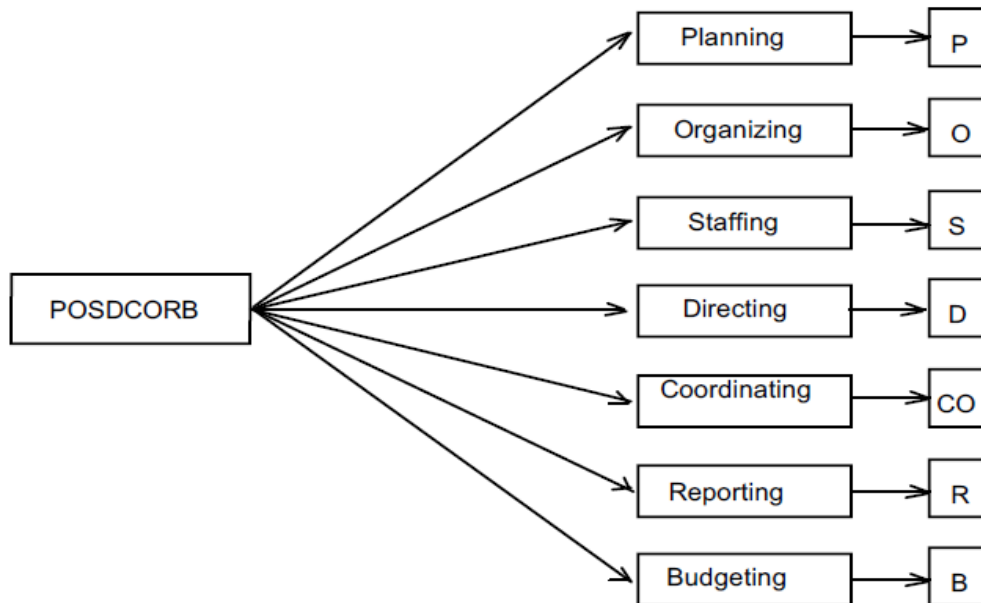 Planning
P
Organizing
O
Staffing
S
POSDCORB
Directing
D
Coordinating
CO
Reporting
R
Budgeting
B